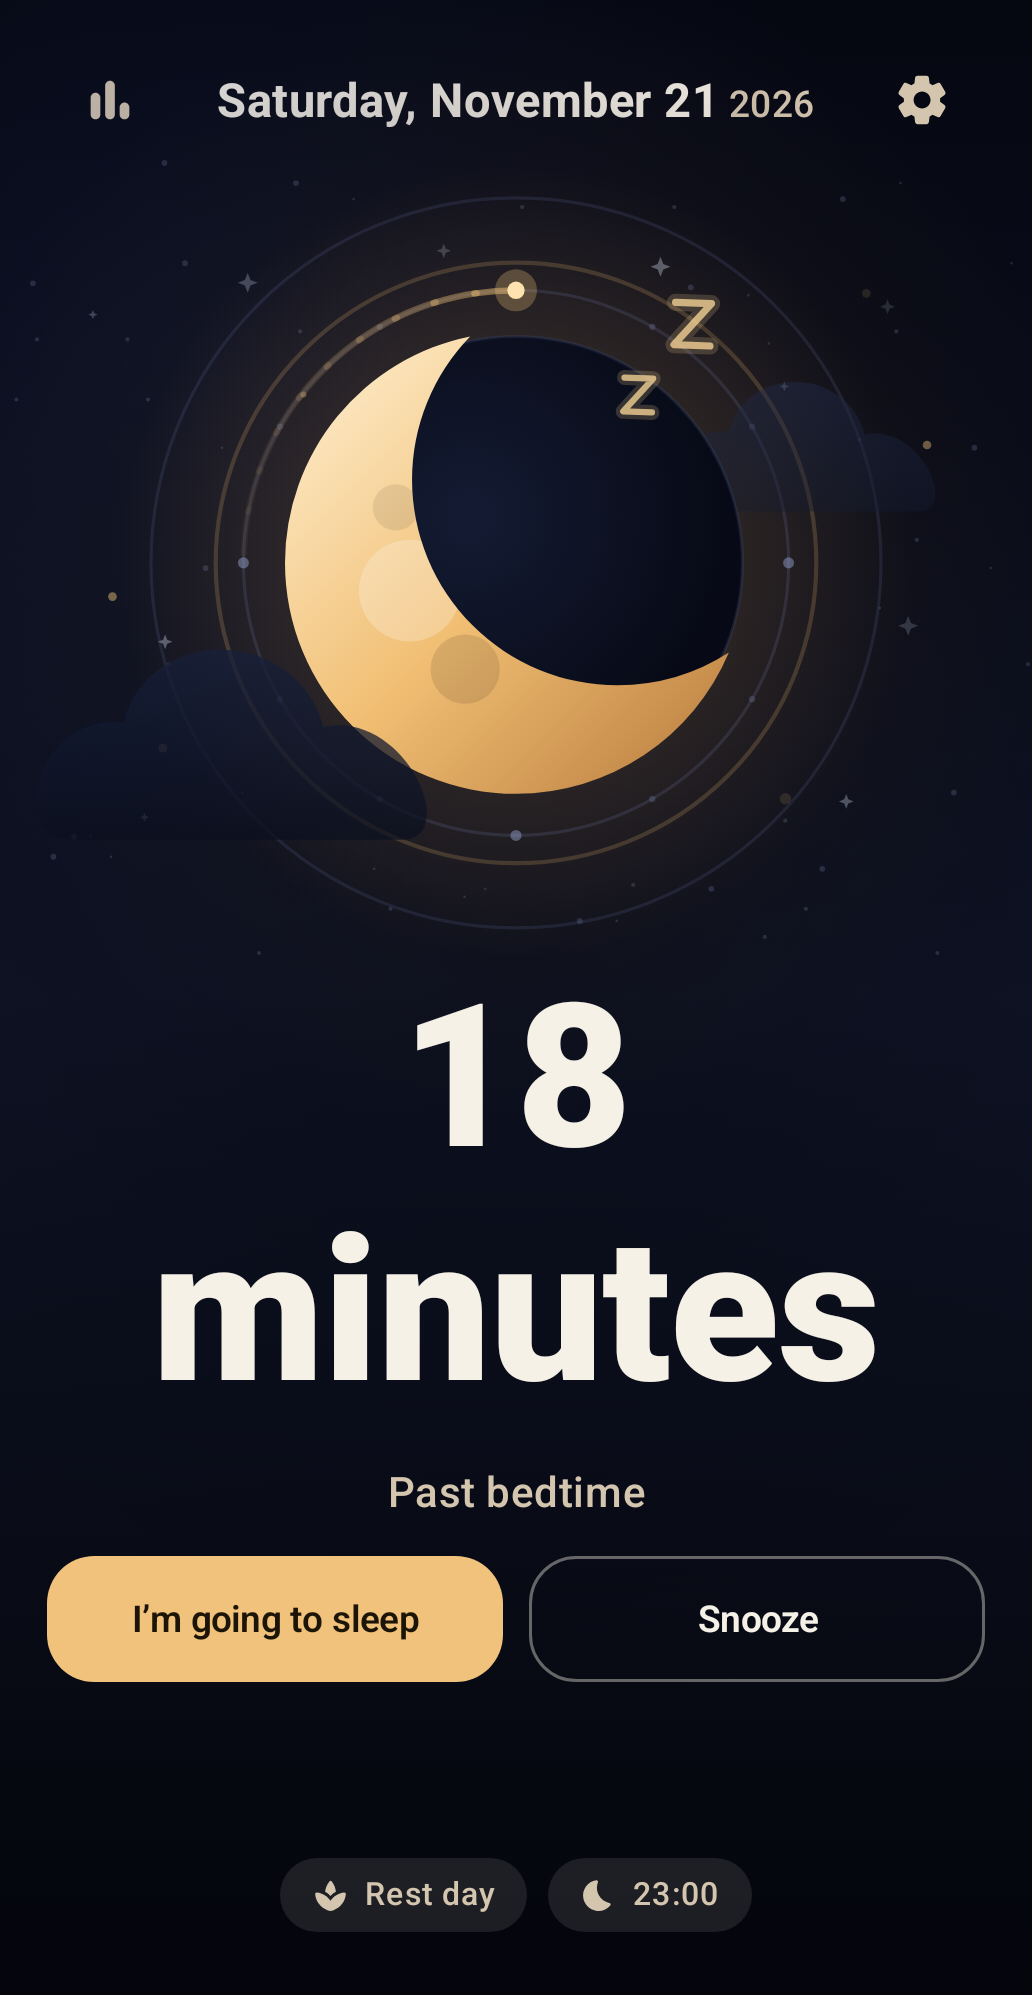 Saturday, November 21 2026
Z
Z
18
minutes
Past bedtime
I’m going to sleep
Snooze
Rest day
23:00